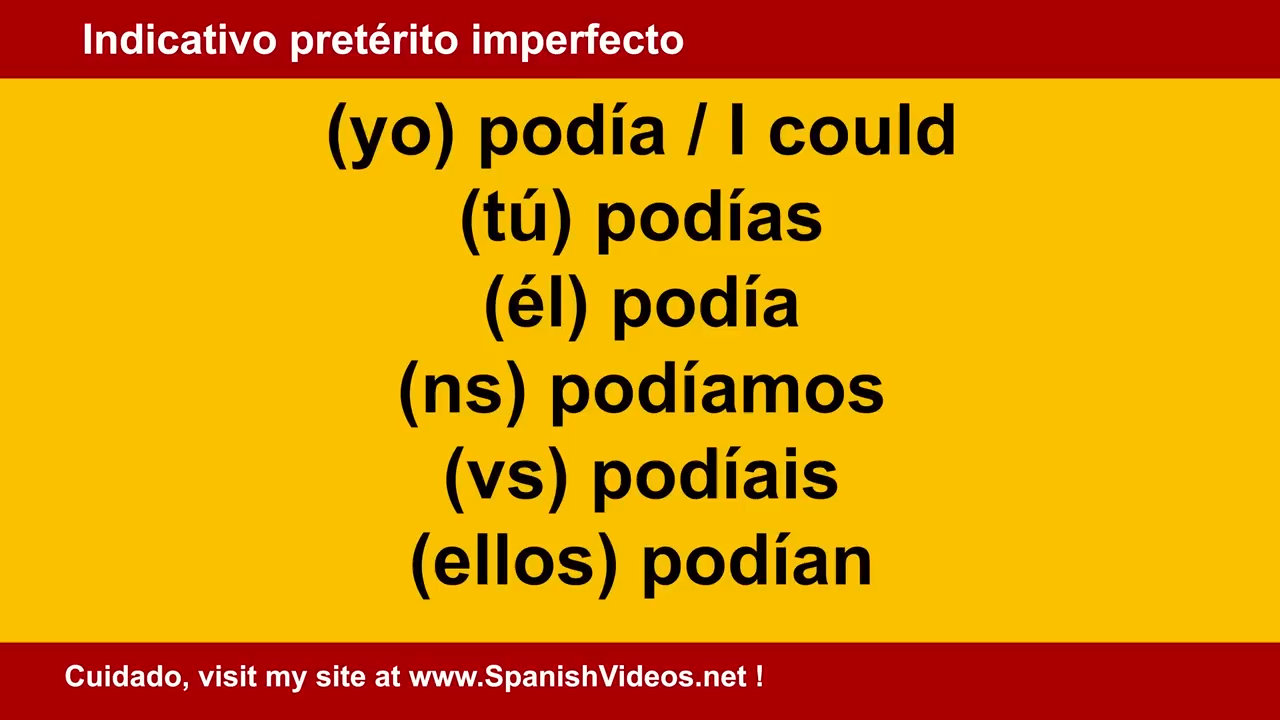 Indicativo pretérito imperfecto
(yo) podía / I could
(tú) podías
(él) podía
(ns) podíamos
(vs) podíais
(ellos) podían
Cuidado, visit my site at www.SpanishVideos.net !